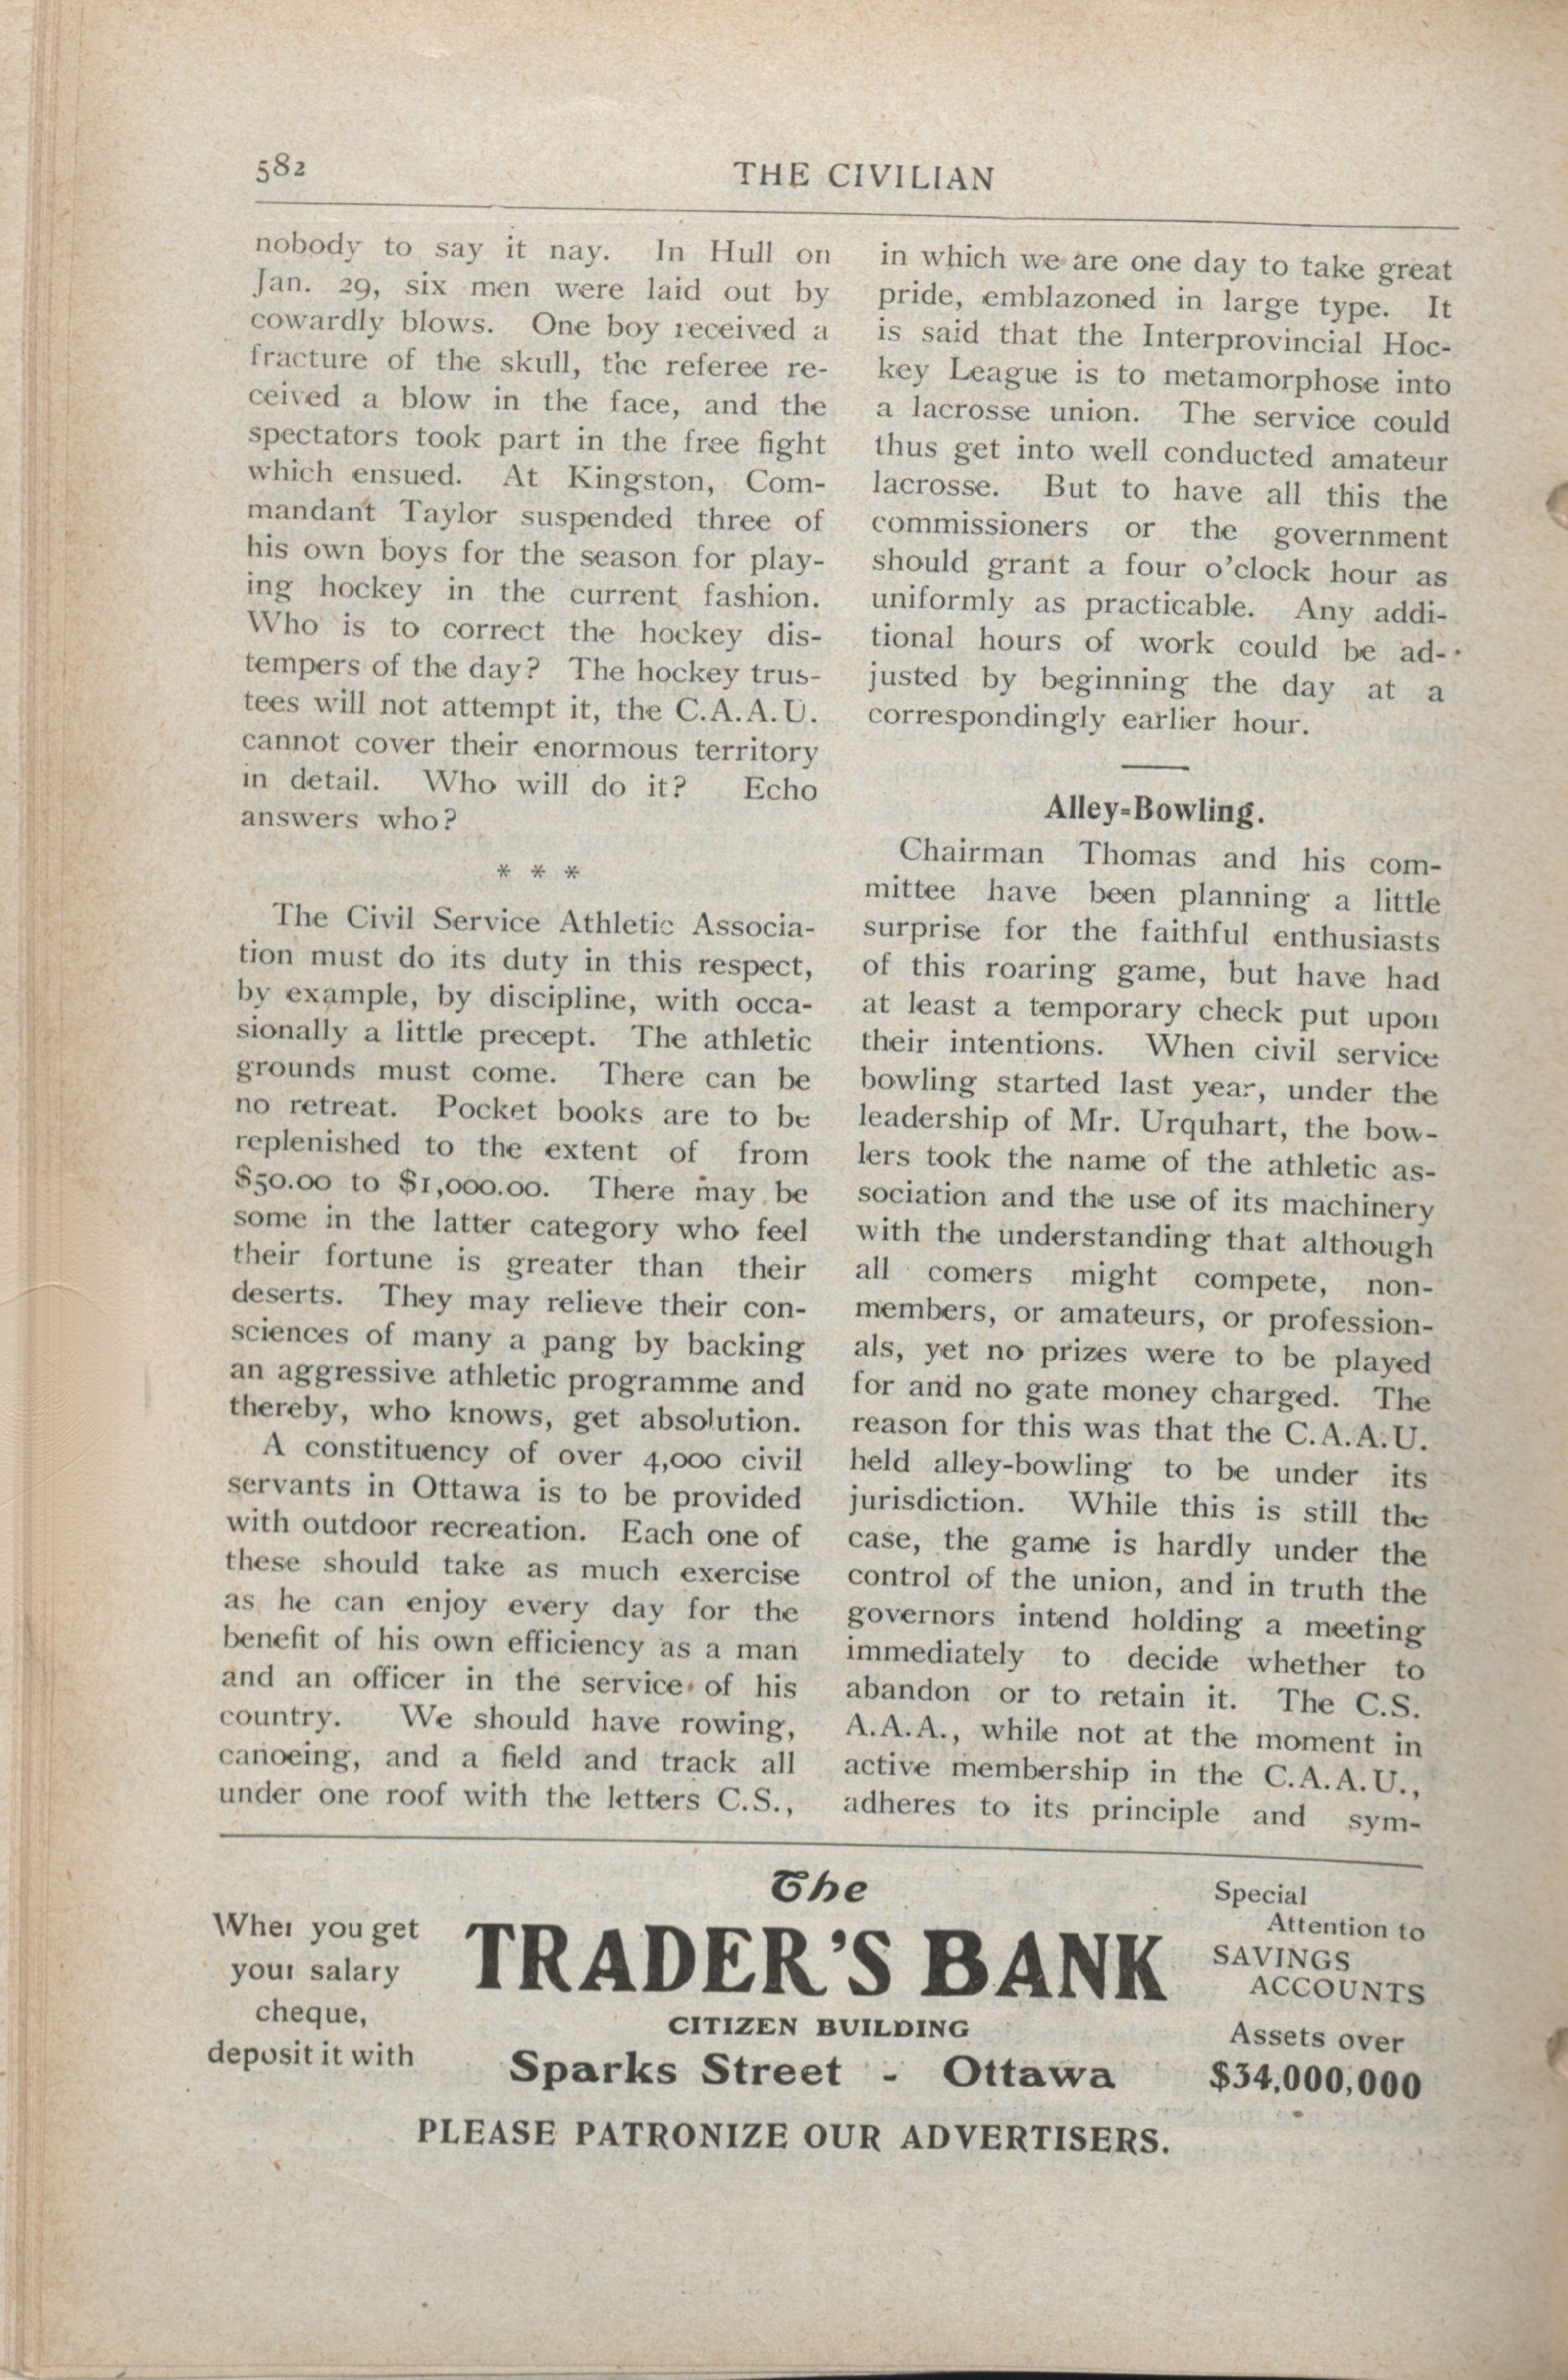 582
THE CIVILIAN
nobody to say it nay. In Hull on
Jan. 29, six men were laid out by
cowardly blows. One boy received a
fracture of the skull, the referee re-
ceived a blow in the face, and the
spectators took part in the free fight
which ensued. At Kingston, Com-
mandant Taylor suspended three of
his own boys for the season for play-
ing hockey in the current fashion.
Who is to correct the hockey dis-
tempers of the day? The hockey trus-
tees will not attempt it, the C.A.A.U.
cannot cover their enormous territory
in detail. Who will do it? Echo
answers who?
* * *
The Civil Service Athletic Associa-
tion must do its duty in this respect,
by example, by discipline, with occa-
sionally a little precept. The athletic
grounds must come. There can be
no retreat. Pocket books are to be
replenished to the extent of from
$50.00 to $1,000.00. There may be
some in the latter category who feel
their fortune is greater than their
deserts. They may relieve their con-
sciences of many a pang by backing
an aggressive athletic programme and
thereby, who knows, get absolution.
A constituency of over 4,000 civil
servants in Ottawa is to be provided
with outdoor recreation. Each one of
these should take as much exercise
as he can enjoy every day for the
benefit of his own efficiency as a man
and an officer in the service of his
country. We should have rowing,
canoeing, and a field and track all
under one roof with the letters C.S.,
in which we are one day to take great
pride, emblazoned in large type. It
is said that the Interprovincial Hoc-
key League is to metamorphose into
a lacrosse union. The service could
thus get into well conducted amateur
lacrosse. But to have all this the
commissioners or the government
should grant a four o'clock hour as
uniformly as practicable. Any addi-
tional hours of work could be ad-
justed by beginning the day at a
correspondingly earlier hour.
Alley-Bowling.
Chairman Thomas and his com-
mittee have been planning a little
surprise for the faithful enthusiasts
of this roaring game, but have had
at least a temporary check put upon
their intentions. When civil service
bowling started last year, under the
leadership of Mr. Urquhart, the bow-
lers took the name of the athletic as-
sociation and the use of its machinery
with the understanding that although
all comers might compete, non-
members, or amateurs, or profession-
als, yet no prizes were to be played
for and no gate money charged. The
reason for this was that the C.A.A.U.
held alley-bowling to be under its
jurisdiction. While this is still the
case, the game is hardly under the
control of the union, and in truth the
governors intend holding a meeting
immediately to decide whether to
abandon or to retain it. The C.S.
A.A.A., while not at the moment in
active membership in the C.A.A.U.,
adheres to its principle and sym-
When you get
your salary
cheque,
deposit it with
The
TRADER'S BANK
CITIZEN BUILDING
Sparks Street - Ottawa
Special
Attention to
SAVINGS
ACCOUNTS
Assets over
$34,000,000
PLEASE PATRONIZE OUR ADVERTISERS.